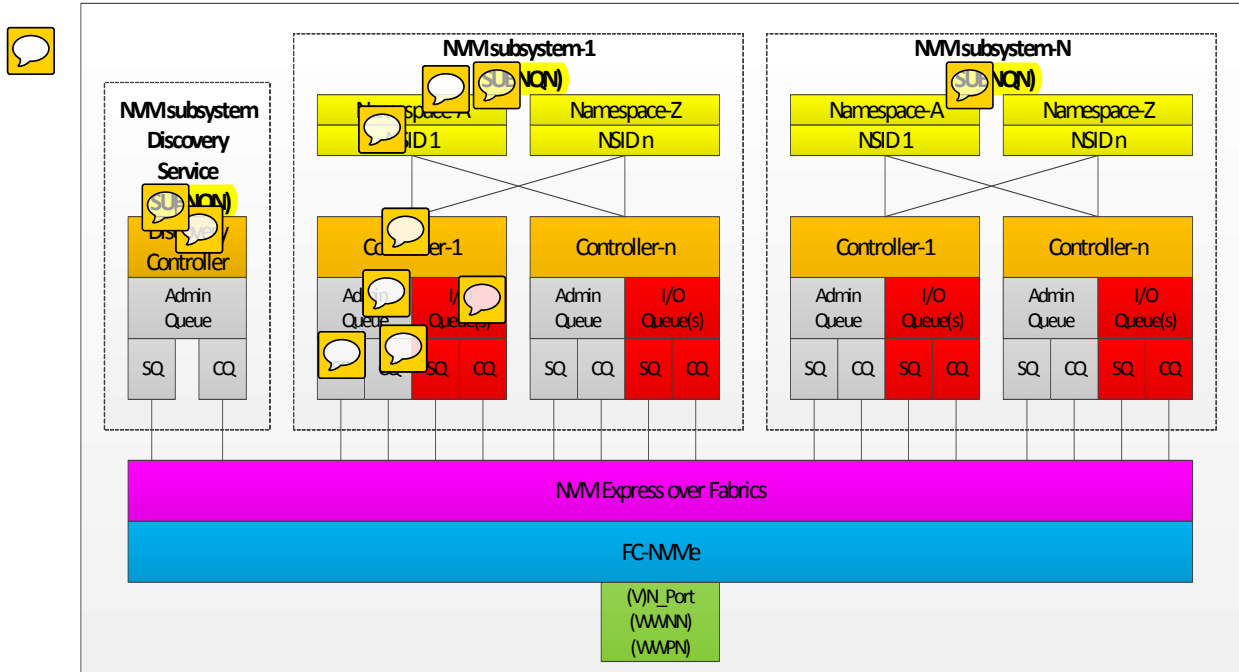 NVM subsystem-1
NVM subsystem-N
Namespace-Z
NSID n
Namespace-A
NSID 1
Namespace-Z
NSID n
NVM subsystem
Discovery
Service
Controller
Admin
Queue
SQ
CQ
Controller-n
Admin
Queue
I/O
Queue(s)
SQ
CQ
SQ
CQ
SQ
CQ
Controller-1
Admin
Queue
I/O
Queue(s)
SQ
CQ
SQ
CQ
Controller-n
Admin
Queue
I/O
Queue(s)
SQ
CQ
SQ
CQ
NVM Express over Fabrics
FC-NVMe
(V)N_Port
(WWNN)
(WWPN)